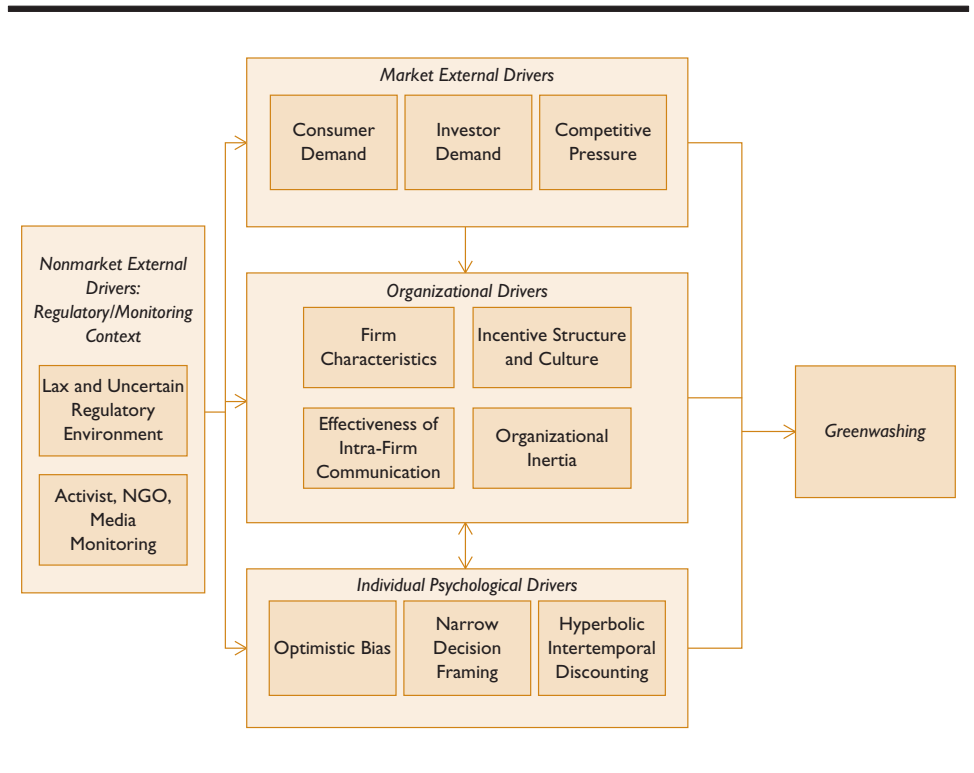 Market External Drivers
Consumer
Demand
Investor
Demand
Competitive
Pressure
Nonmarket External
Drivers:
Regulatory/Monitoring
Context
Lax and Uncertain
Regulatory
Environment
Activist, NGO,
Media
Monitoring
Organizational Drivers
Firm
Characteristics
Incentive Structure
and Culture
Effectiveness of
Intra-Firm
Communication
Organizational
Inertia
Individual Psychological Drivers
Optimistic Bias
Narrow
Decision
Framing
Hyperbolic
Intertemporal
Discounting
Greenwashing